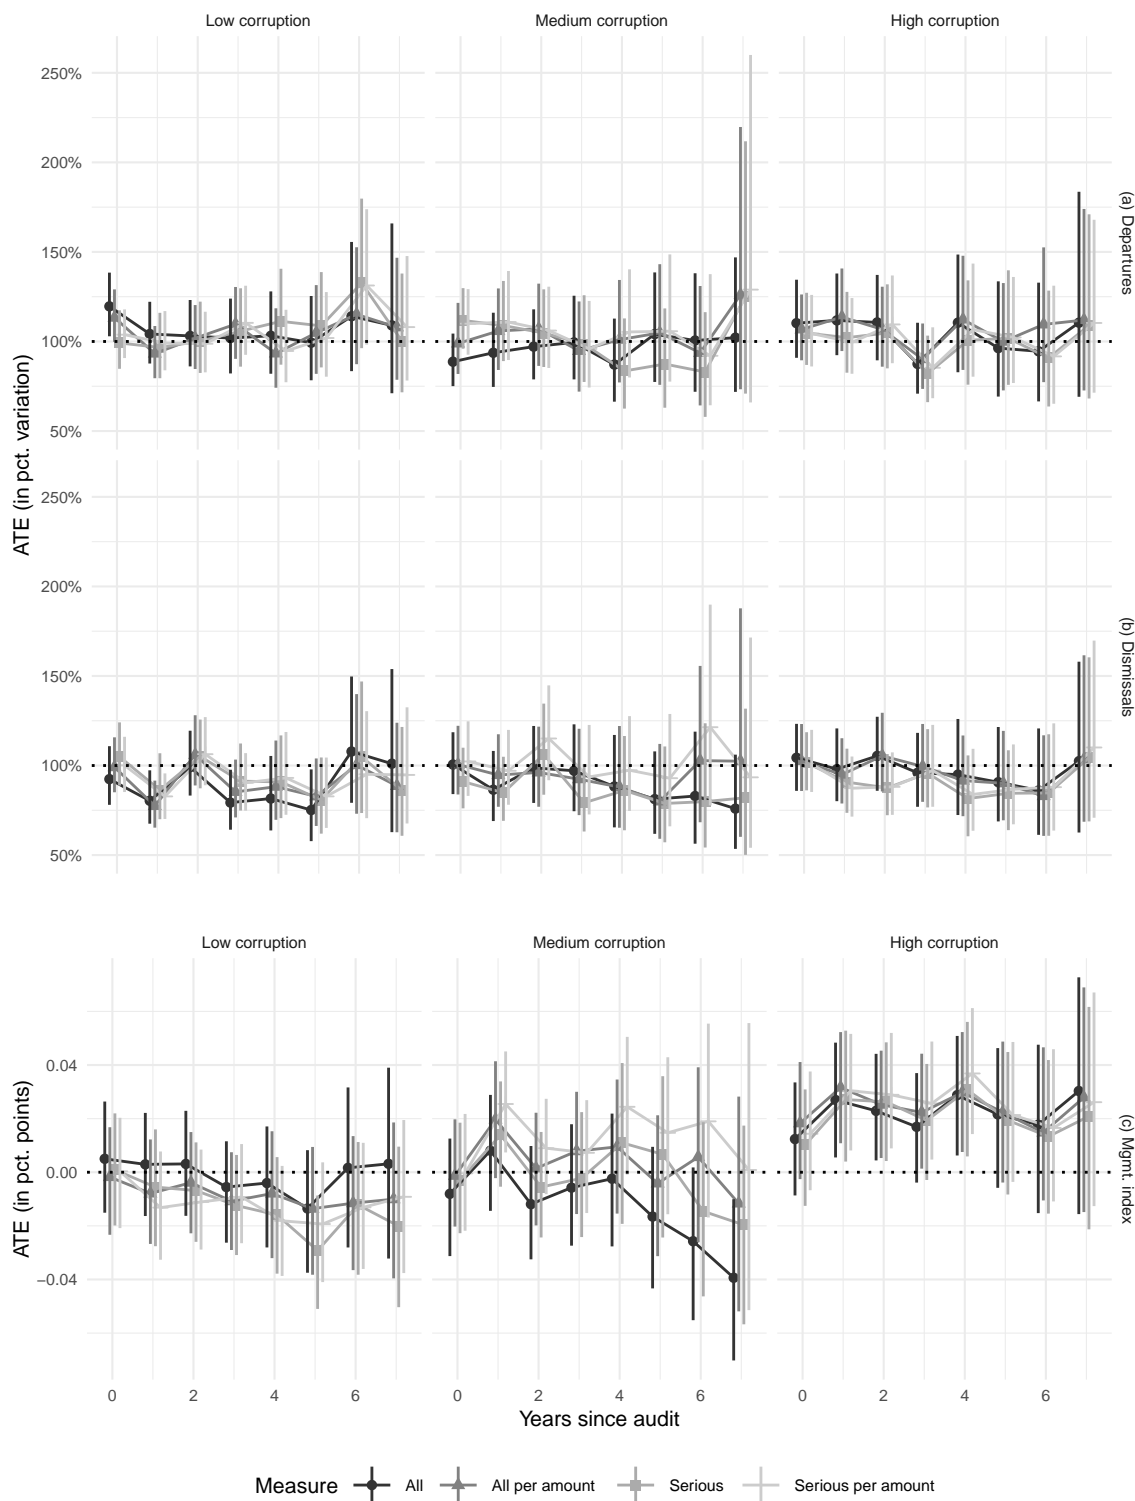 Low corruption Medium corruption High corruption
250%
200%
150%
100%
50%
(a) Departures
250%
200%
150%
100%
50%
(b) Dismissals
ATE (in pct. variation)
Low corruption Medium corruption High corruption
0.04
0.00
−0.04
(c) Mgmt. index
ATE (in pct. points)
0 2 4 6 0 2 4 6 0 2 4 6
Years since audit
Measure All All per amount Serious Serious per amount